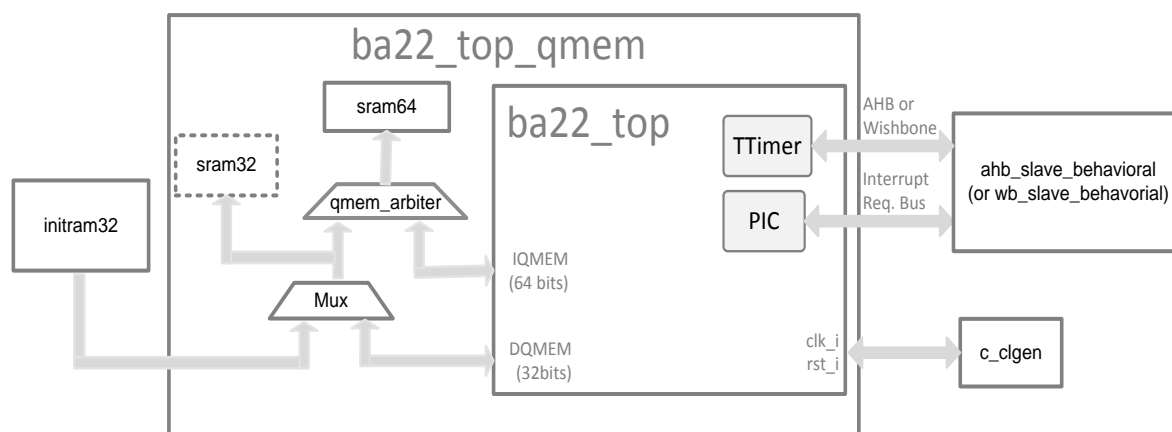 ba22_top_qmem
sram64
sram32
initram32
qmem_arbiter
Mux
ba22_top
TTimer
PIC
IQMEM
(64 bits)
DQMEM
(32bits)
clk_i
rst_i
AHB or
Wishbone
Interrupt
Req. Bus
ahb_slave_behavioral
(or wb_slave_behavorial)
c_clgen